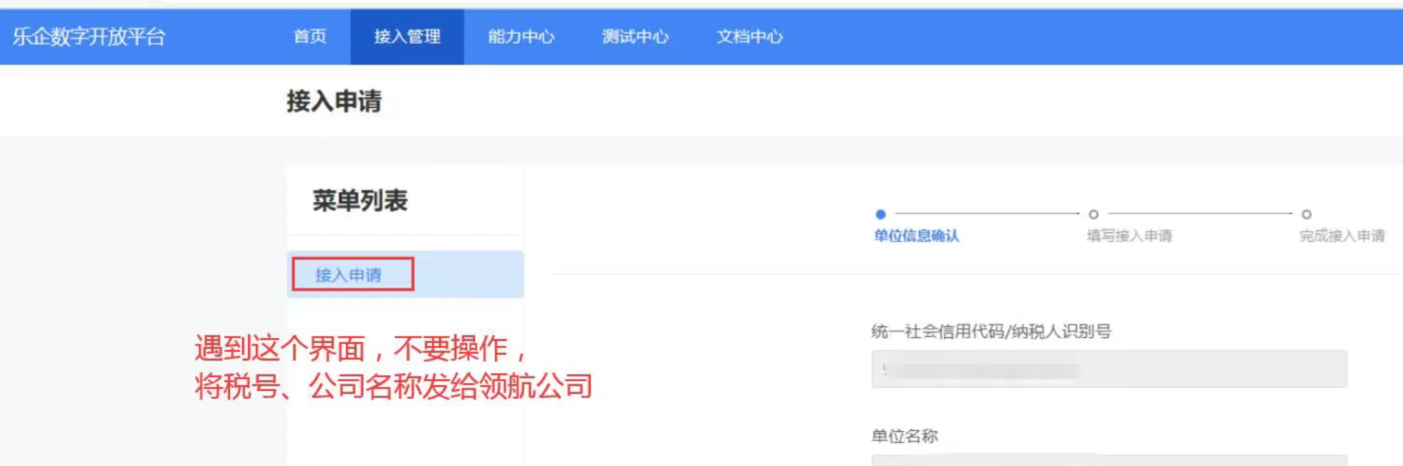 乐企数字开放平台 首页 接入管理 能力中心 测试中心 文档中心
接入申请
菜单列表
接入申请
单位信息确认 填写接入申请 完成接入申请
统一社会信用代码/纳税人识别号
遇到这个界面，不要操作，
将税号、公司名称发给领航公司
单位名称